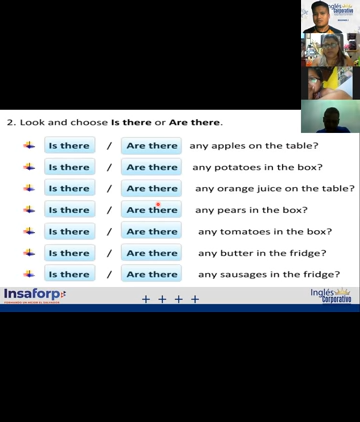 Inglés
Corporativo
2. Look and choose Is there or Are there.
Is there / Are there any apples on the table?
Is there / Are there any potatoes in the box?
Is there / Are there any orange juice on the table?
Is there / Are there any pears in the box?
Is there / Are there any tomatoes in the box?
Is there / Are there any butter in the fridge?
Is there / Are there any sausages in the fridge?
Insaforp
+ + + +
Inglés
Corporativo